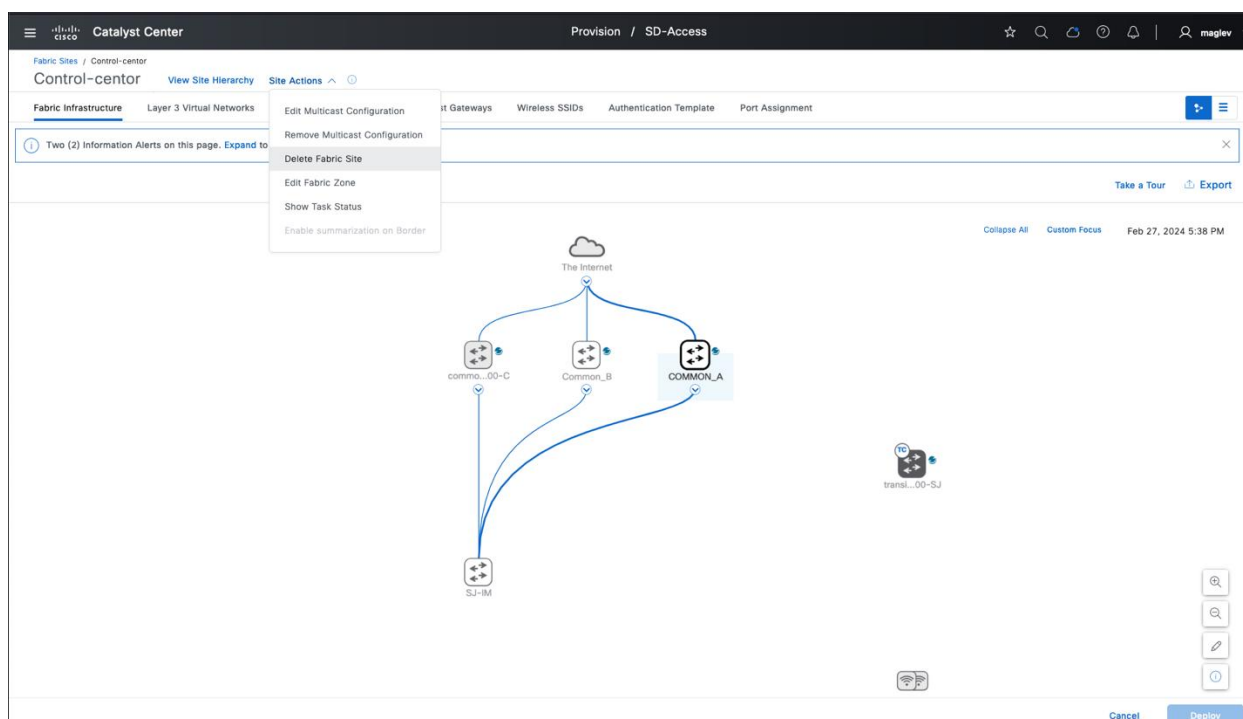 CISCO Catalyst Center Provision / SD-Access maglev
Fabric Sites / Control-centor
Control-centor View Site Hierarchy Site Actions
Fabric Infrastructure Layer 3 Virtual Networks st Gateways Wireless SSIDs Authentication Template Port Assignment
Edit Multicast Configuration
Remove Multicast Configuration
Two (2) Information Alerts on this page. Expand to
Delete Fabric Site
Edit Fabric Zone
Take a Tour Export
Show Task Status
Enable summarization on Border
Collapse All Custom Focus Feb 27, 2024 5:38 PM
The Internet
commo...00-C Common_B COMMON_A
TC
transi...00-SJ
SJ-IM
Cancel Deploy